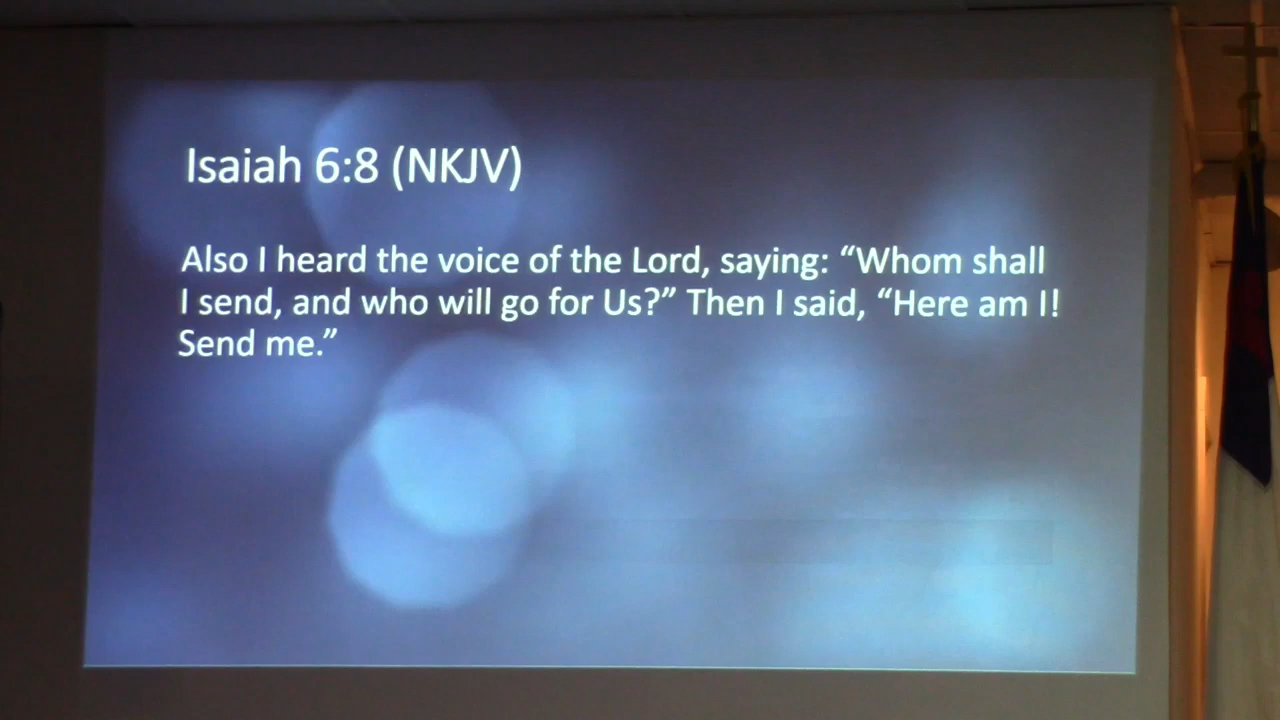 Isaiah 6:8 (NKJV)
Also I heard the voice of the Lord, saying: “Whom shall
I send, and who will go for Us?” Then I said, “Here am I!
Send me.”